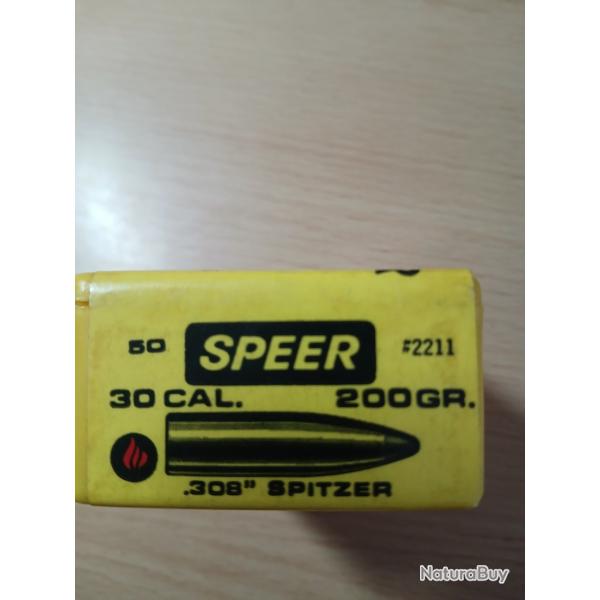 50 SPEER #2211
30 CAL. 200GR.
.308" SPITZER
NaturaBuy